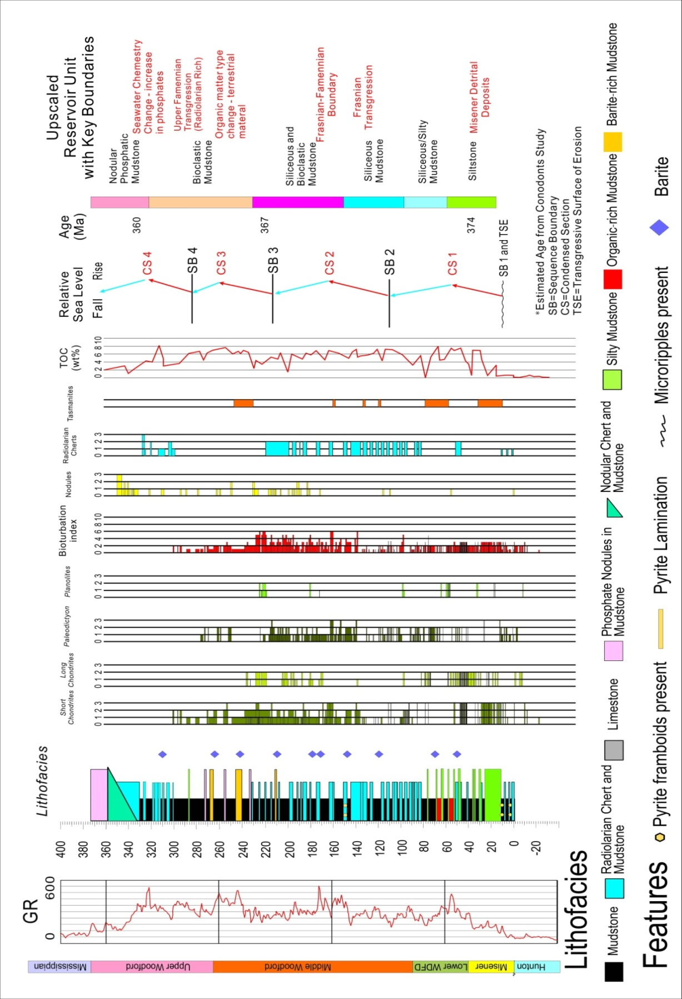 GR
0
600
Mississippian
Upper Woodford
Middle Woodford
Lower WDFD
Misener
Hunton
400
380
360
340
320
300
280
260
240
220
200
180
160
140
120
100
80
60
40
20
0
-20
Lithofacies
Short
Chondrites
0 1 2 3
Long
Chondrites
0 1 2 3
Paleodictyon
0 1 2 3
Planolites
0 1 2 3
Bioturbation
index
0 2 4 6 8 10
Nodules
0 1 2 3
Radiolarian
Cherts
0 1 2 3
Tasmanites
TOC
(wt%)
0 2 4 6 8 10
Relative
Sea Level
Fall
Rise
CS 4
SB 4
CS 3
SB 3
CS 2
SB 2
CS 1
SB 1 and TSE
Age
(Ma)
360
367
374
Upscaled
Reservoir Unit
with Key Boundaries
Nodular
Phosphatic
Mudstone
Seawater Chemestry
Change - increase
in phosphates
Bioclastic
Mudstone
Upper Famennian
Transgression
(Radiolarian Rich)
Organic matter type
change - terrestrial
materal
Siliceous and
Bioclastic
Mudstone
Frasnian-Famennian
Boundary
Siliceous
Mudstone
Frasnian
Transgression
Siliceous/Silty
Mudstone
Siltstone
Misener Detrital
Deposits
*Estimated Age from Conodonts Study
SB=Sequence Boundary
CS=Condensed Section
TSE=Transgressive Surface of Erosion
Lithofacies
Mudstone
Radiolarian Chert and
Mudstone
Limestone
Phosphate Nodules in
Mudstone
Nodular Chert and
Mudstone
Silty Mudstone
Organic-rich Mudstone
Barite-rich Mudstone
Features
Pyrite framboids present
Pyrite Lamination
Microripples present
Barite